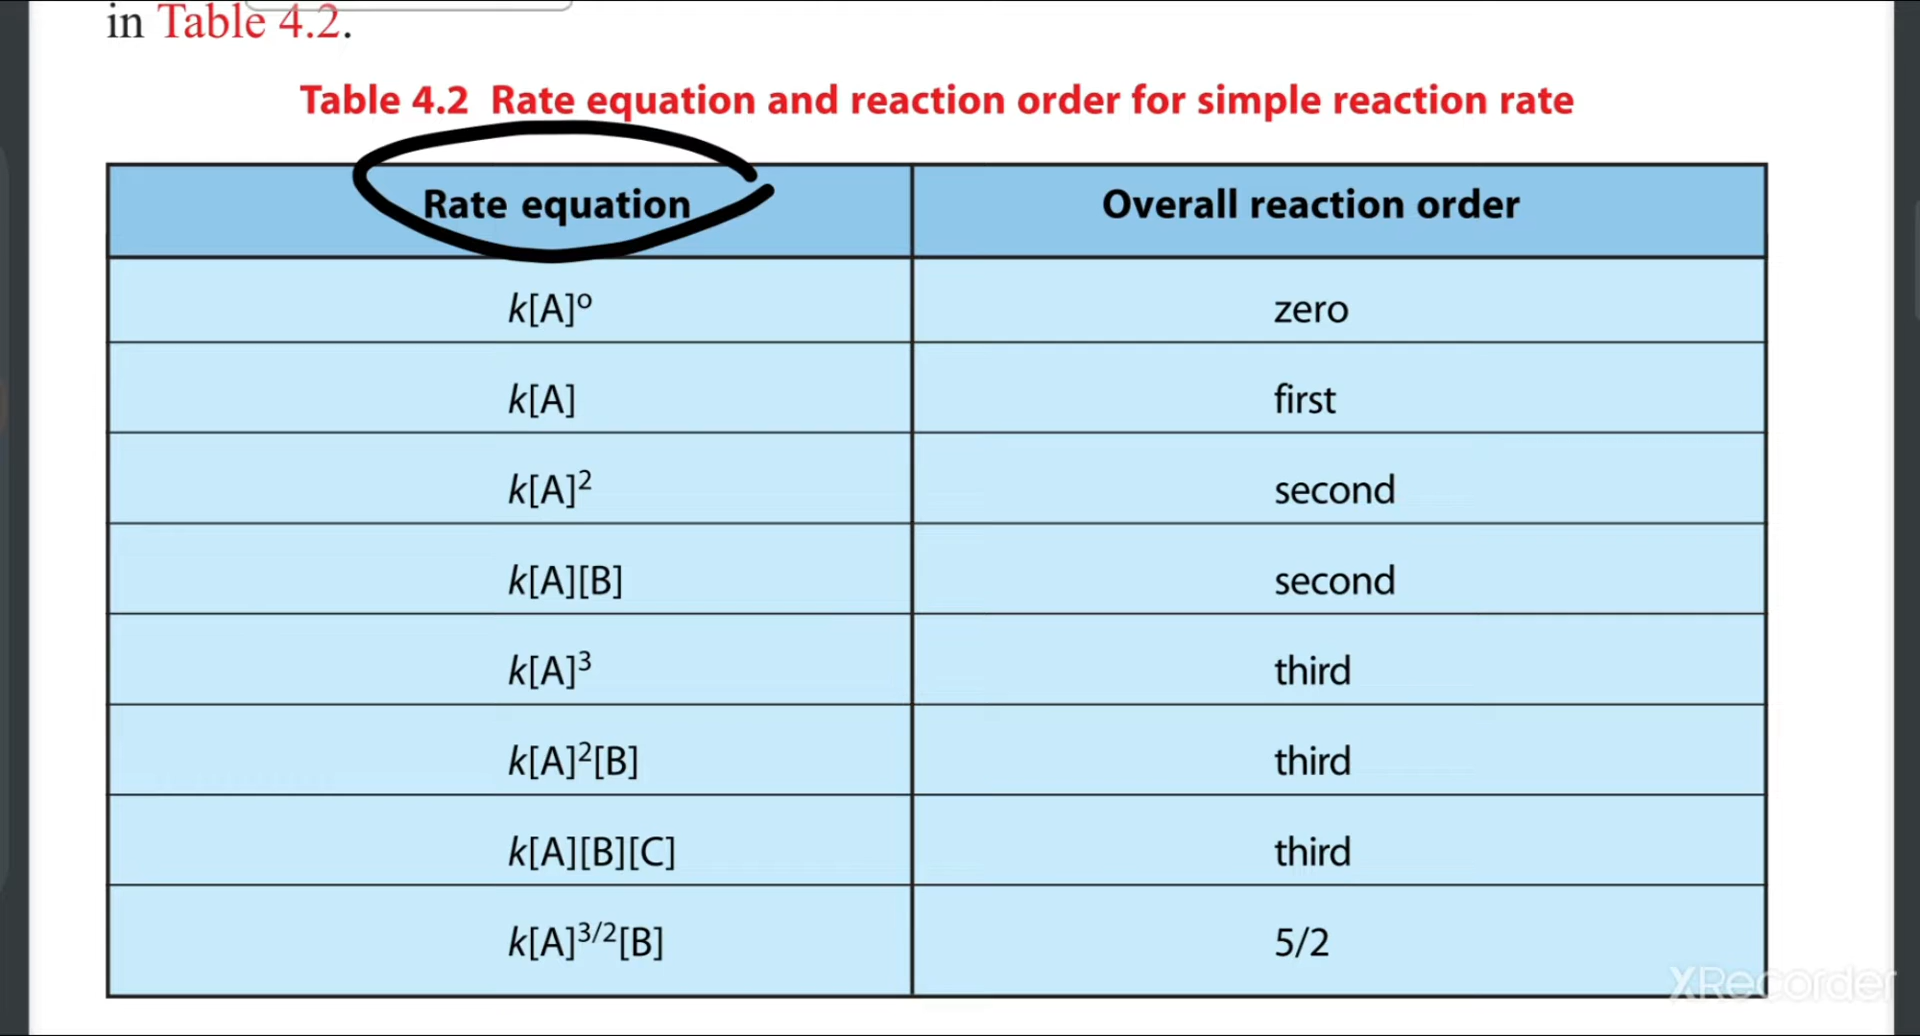 in Table 4.2.
Table 4.2 Rate equation and reaction order for simple reaction rate
Rate equation Overall reaction order
k[A]⁰ zero
k[A] first
k[A]² second
k[A][B] second
k[A]³ third
k[A]²[B] third
k[A][B][C] third
k[A]³/²[B] 5/2
XRecorder